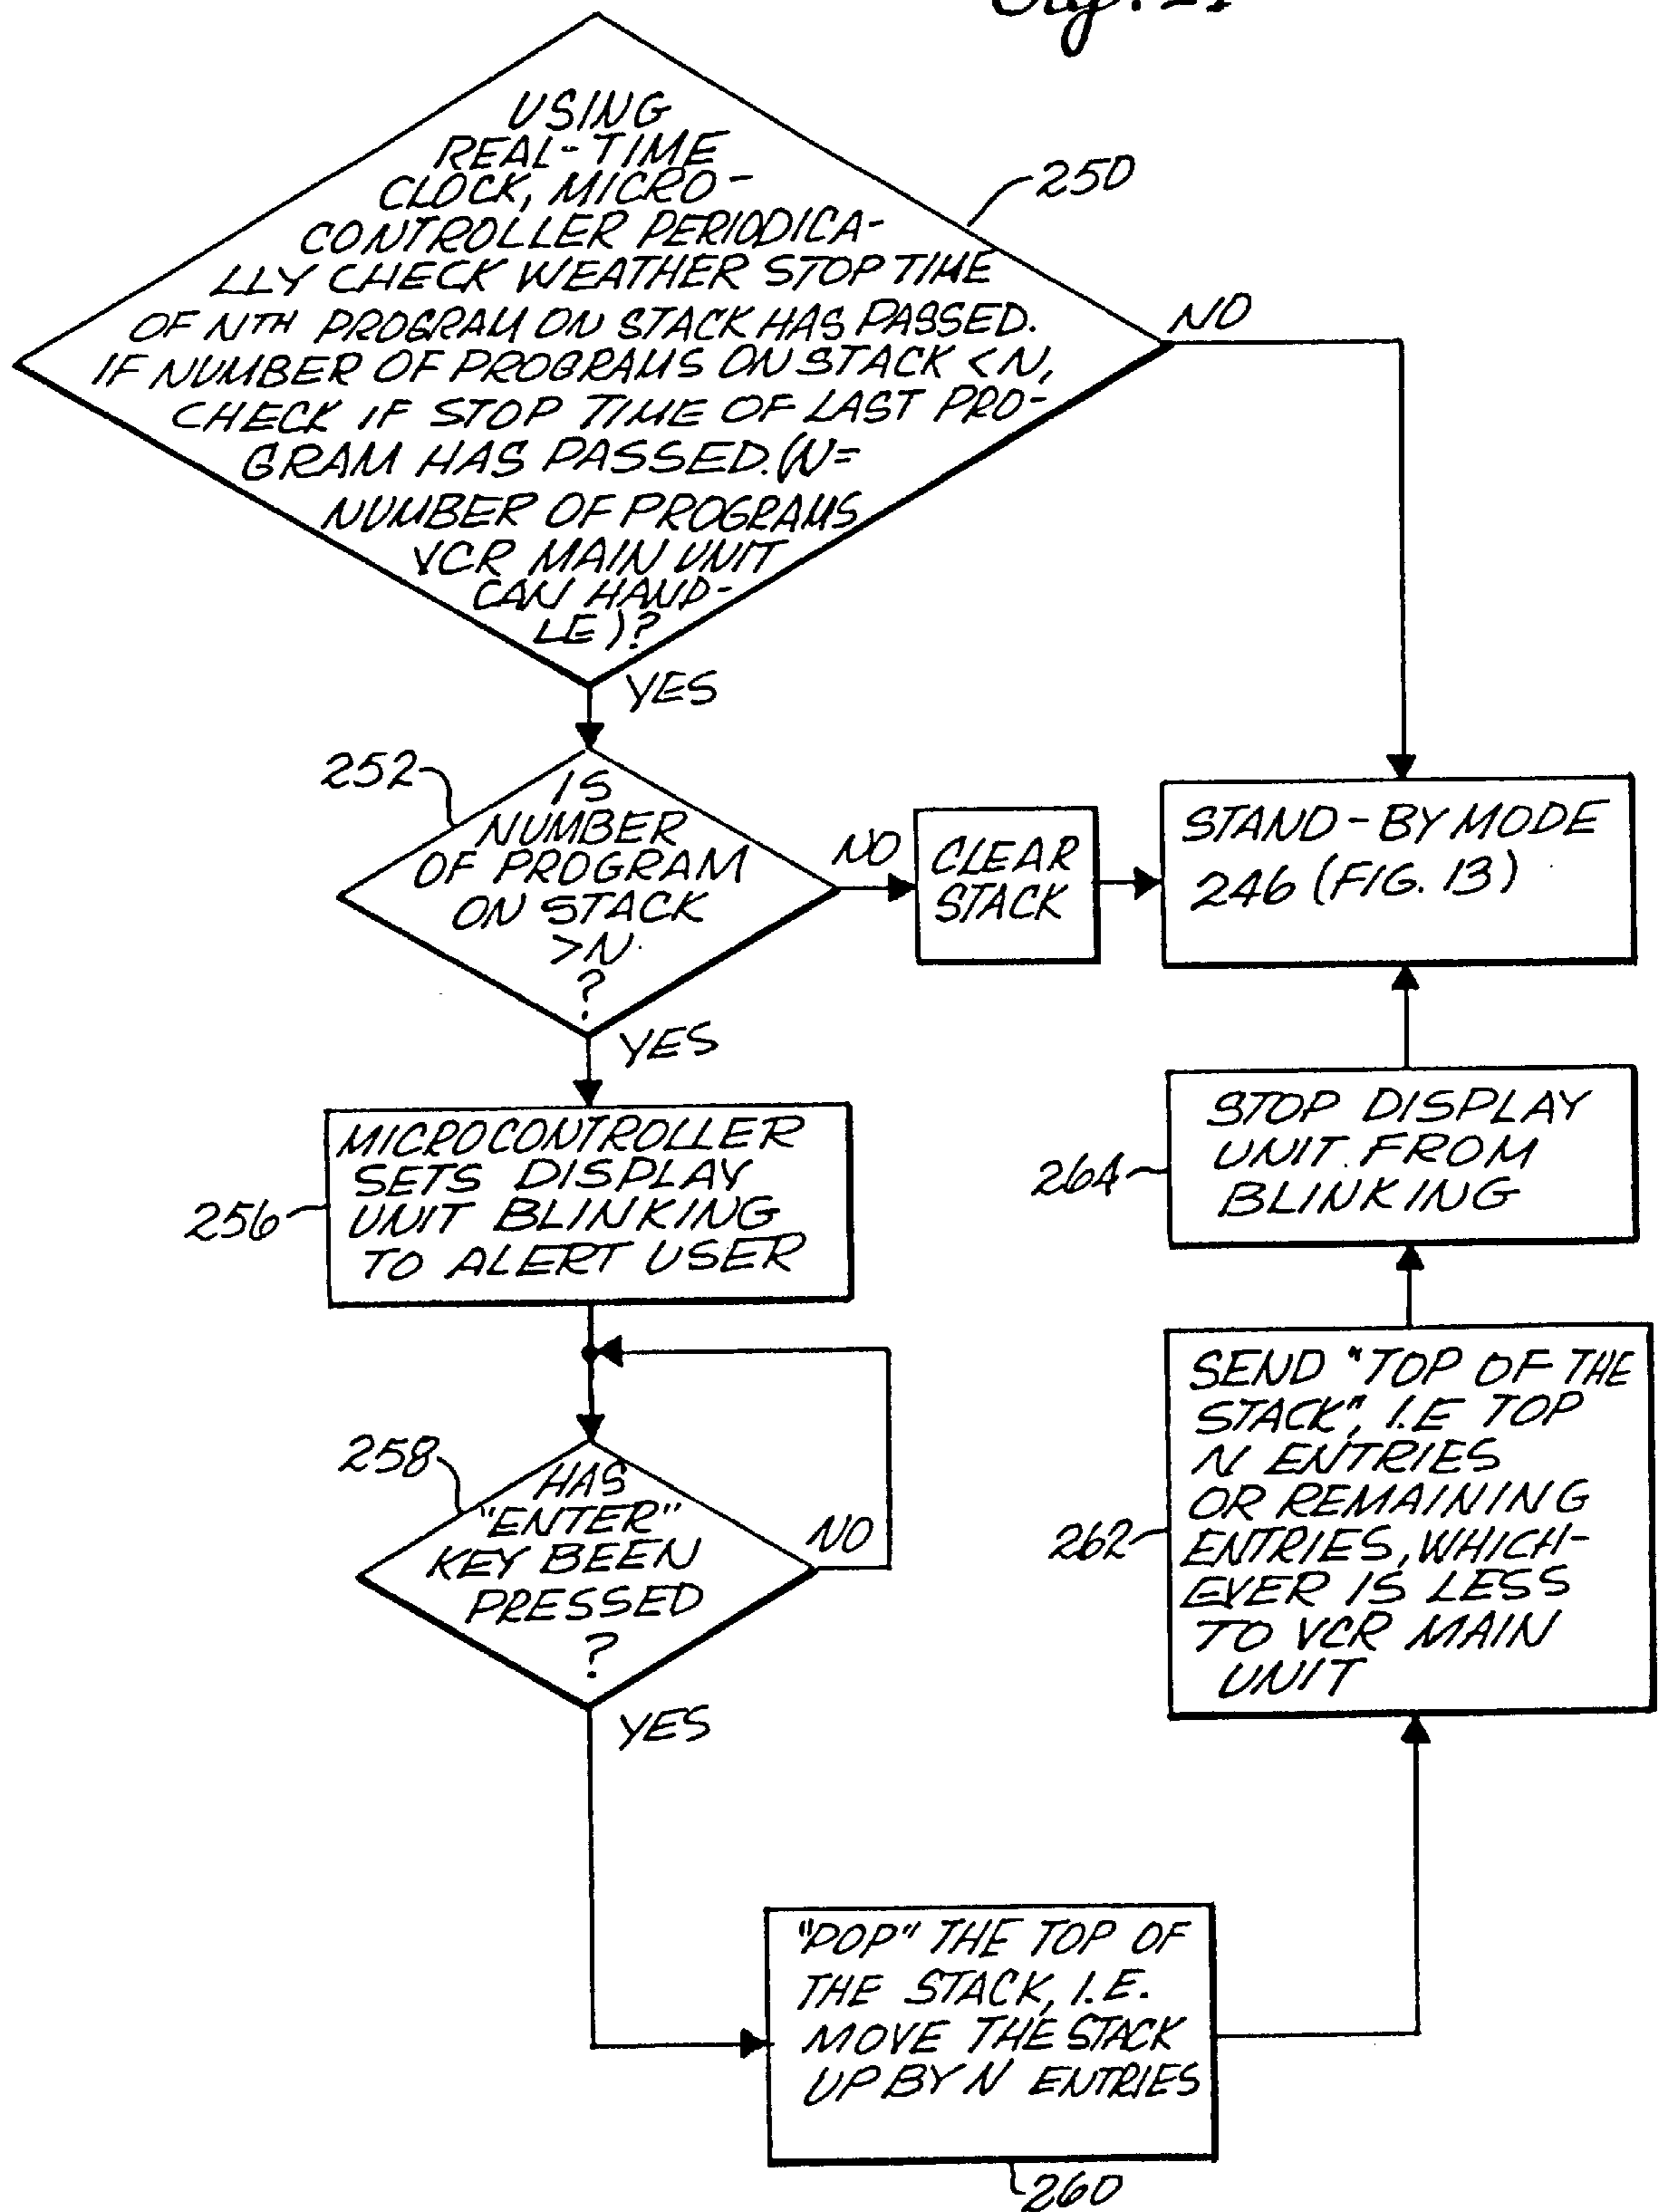 USING
REAL-TIME
CLOCK, MICRO-
CONTROLLER PERIODICA-
LLY CHECK WEATHER STOP TIME
OF NTH PROGRAM ON STACK HAS PASSED.
IF NUMBER OF PROGRAMS ON STACK < N,
CHECK IF STOP TIME OF LAST PRO-
GRAM HAS PASSED. (N=
NUMBER OF PROGRAMS
VCR MAIN UNIT
CAN HAND-
LE)?
250
NO
YES
252
IS
NUMBER
OF PROGRAM
ON STACK
>N
?
NO
CLEAR
STACK
STAND-BY MODE
246 (FIG. 13)
YES
MICROCONTROLLER
SETS DISPLAY
UNIT BLINKING
TO ALERT USER
256
STOP DISPLAY
UNIT FROM
BLINKING
264
258
HAS
"ENTER"
KEY BEEN
PRESSED
?
NO
YES
SEND "TOP OF THE
STACK", I.E TOP
N ENTRIES
OR REMAINING
ENTRIES, WHICH-
EVER IS LESS
TO VCR MAIN
UNIT
262
"POP" THE TOP OF
THE STACK, I.E.
MOVE THE STACK
UP BY N ENTRIES
260